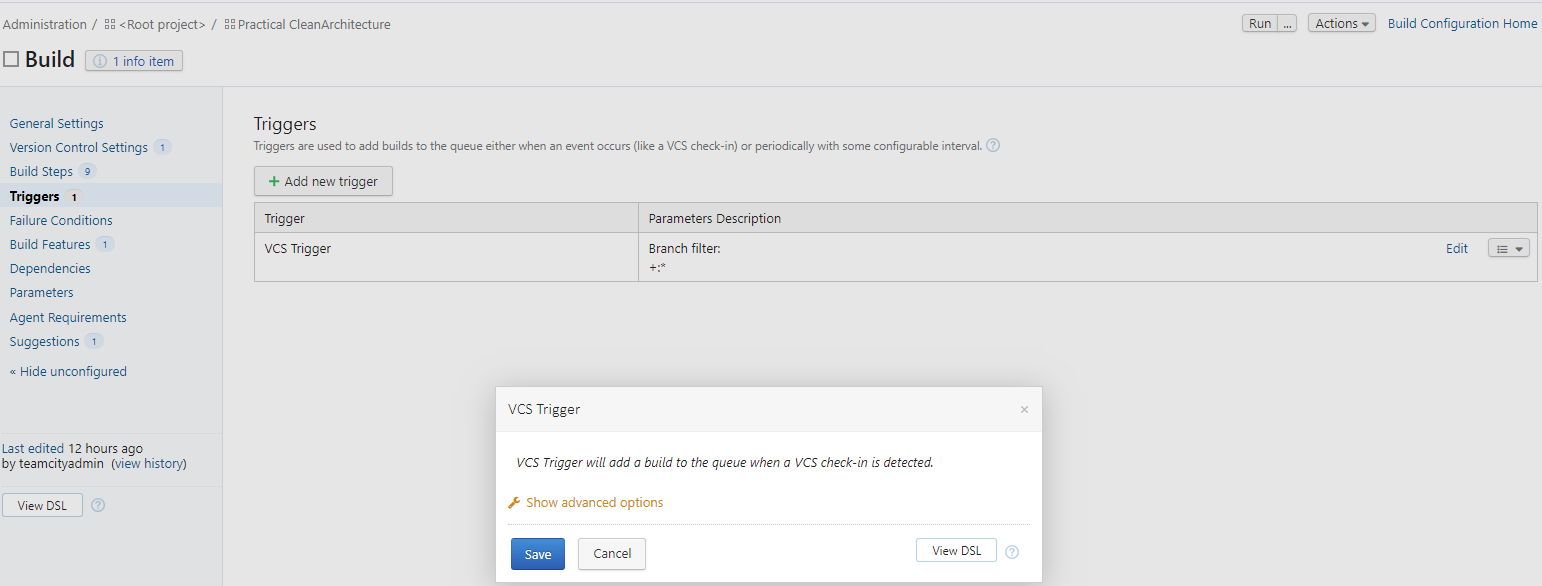 Administration / <Root project> / Practical CleanArchitecture
Run ... Actions Build Configuration Home
Build 1 info item
General Settings
Version Control Settings 1
Build Steps 9
Triggers 1
Failure Conditions
Build Features 1
Dependencies
Parameters
Agent Requirements
Suggestions 1
« Hide unconfigured
Last edited 12 hours ago
by teamcityadmin (view history)
View DSL ?
Triggers
Triggers are used to add builds to the queue either when an event occurs (like a VCS check-in) or periodically with some configurable interval. ?
+ Add new trigger
Trigger Parameters Description
VCS Trigger Branch filter: Edit
+:*
VCS Trigger ×
VCS Trigger will add a build to the queue when a VCS check-in is detected.
Show advanced options
Save Cancel View DSL ?